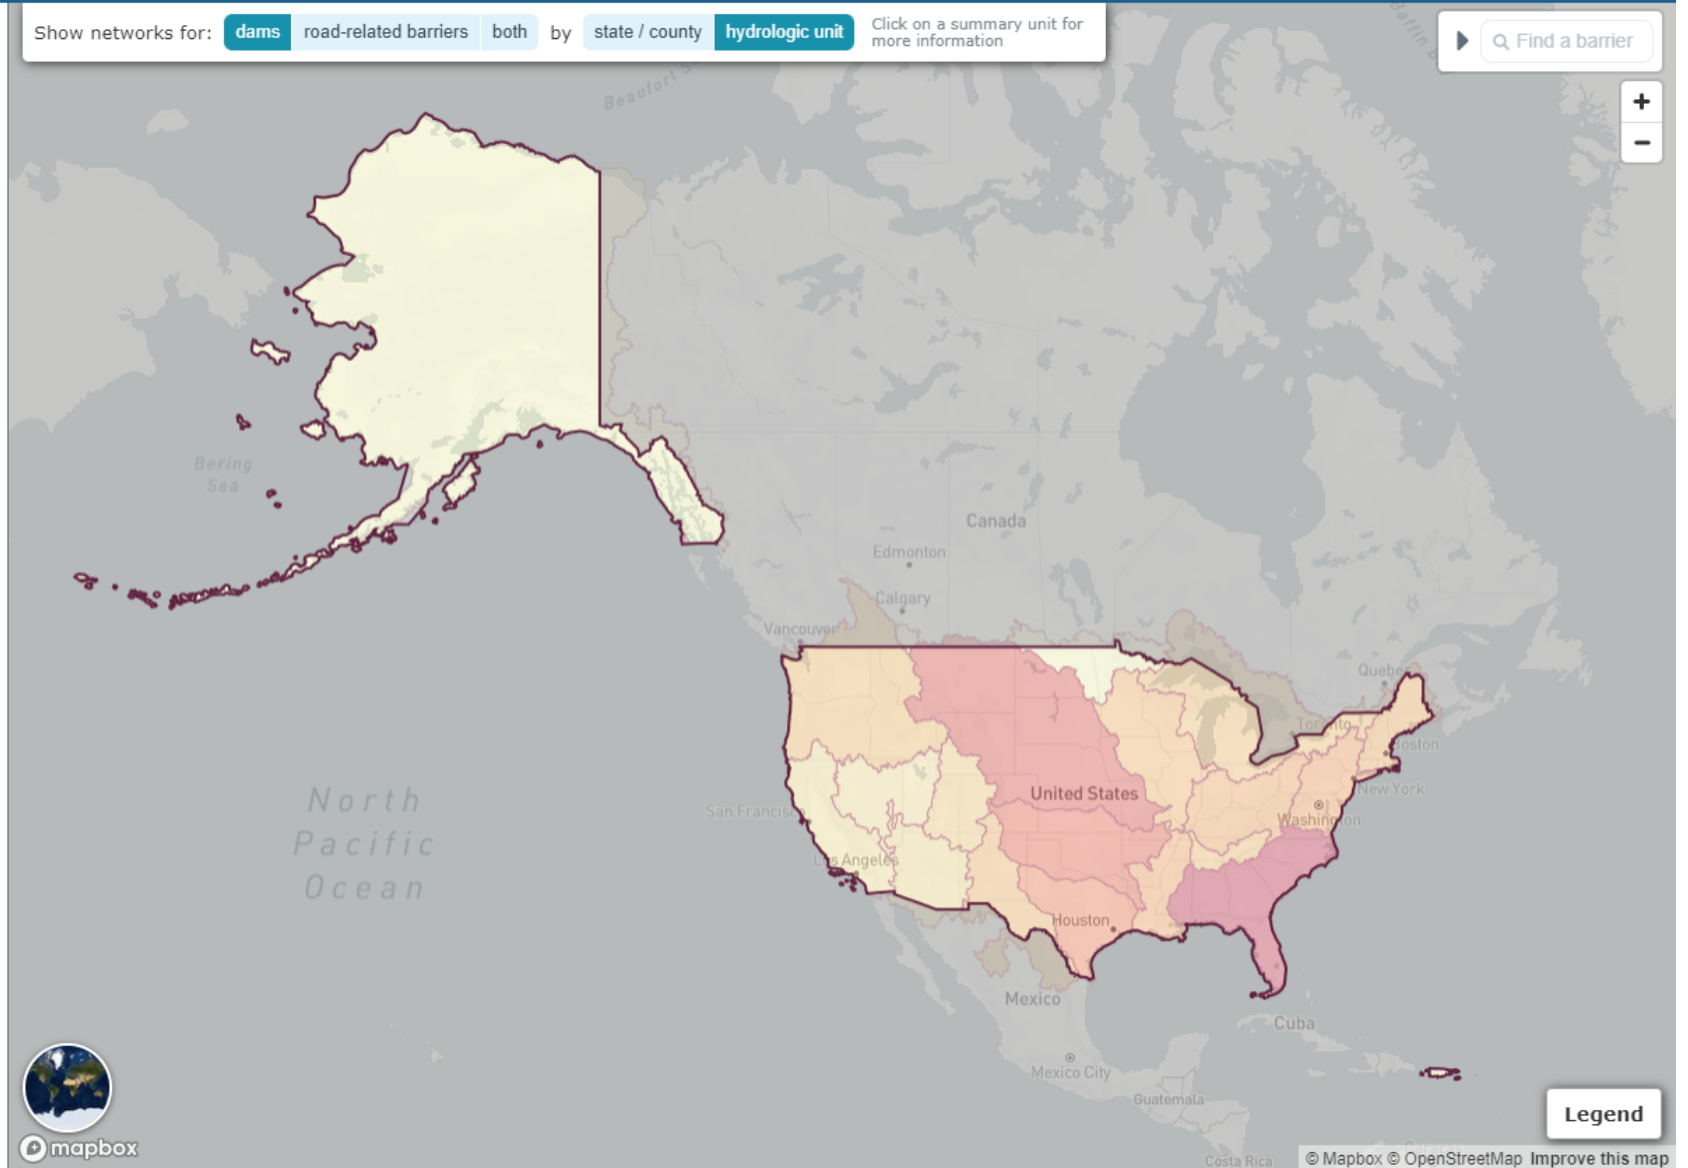 Show networks for: dams road-related barriers both by state / county hydrologic unit Click on a summary unit for
more information
Find a barrier
+
−
Baffin B
Beaufort S
Bering
Sea
Canada
Edmonton
Calgary
Vancouver
Quebec
Toronto
Boston
New York
United States
San Francisco
Washington
Los Angeles
North
Pacific
Ocean
Houston
Mexico
Cuba
Mexico City
Guatemala
Legend
mapbox
Costa Rica
© Mapbox © OpenStreetMap Improve this map